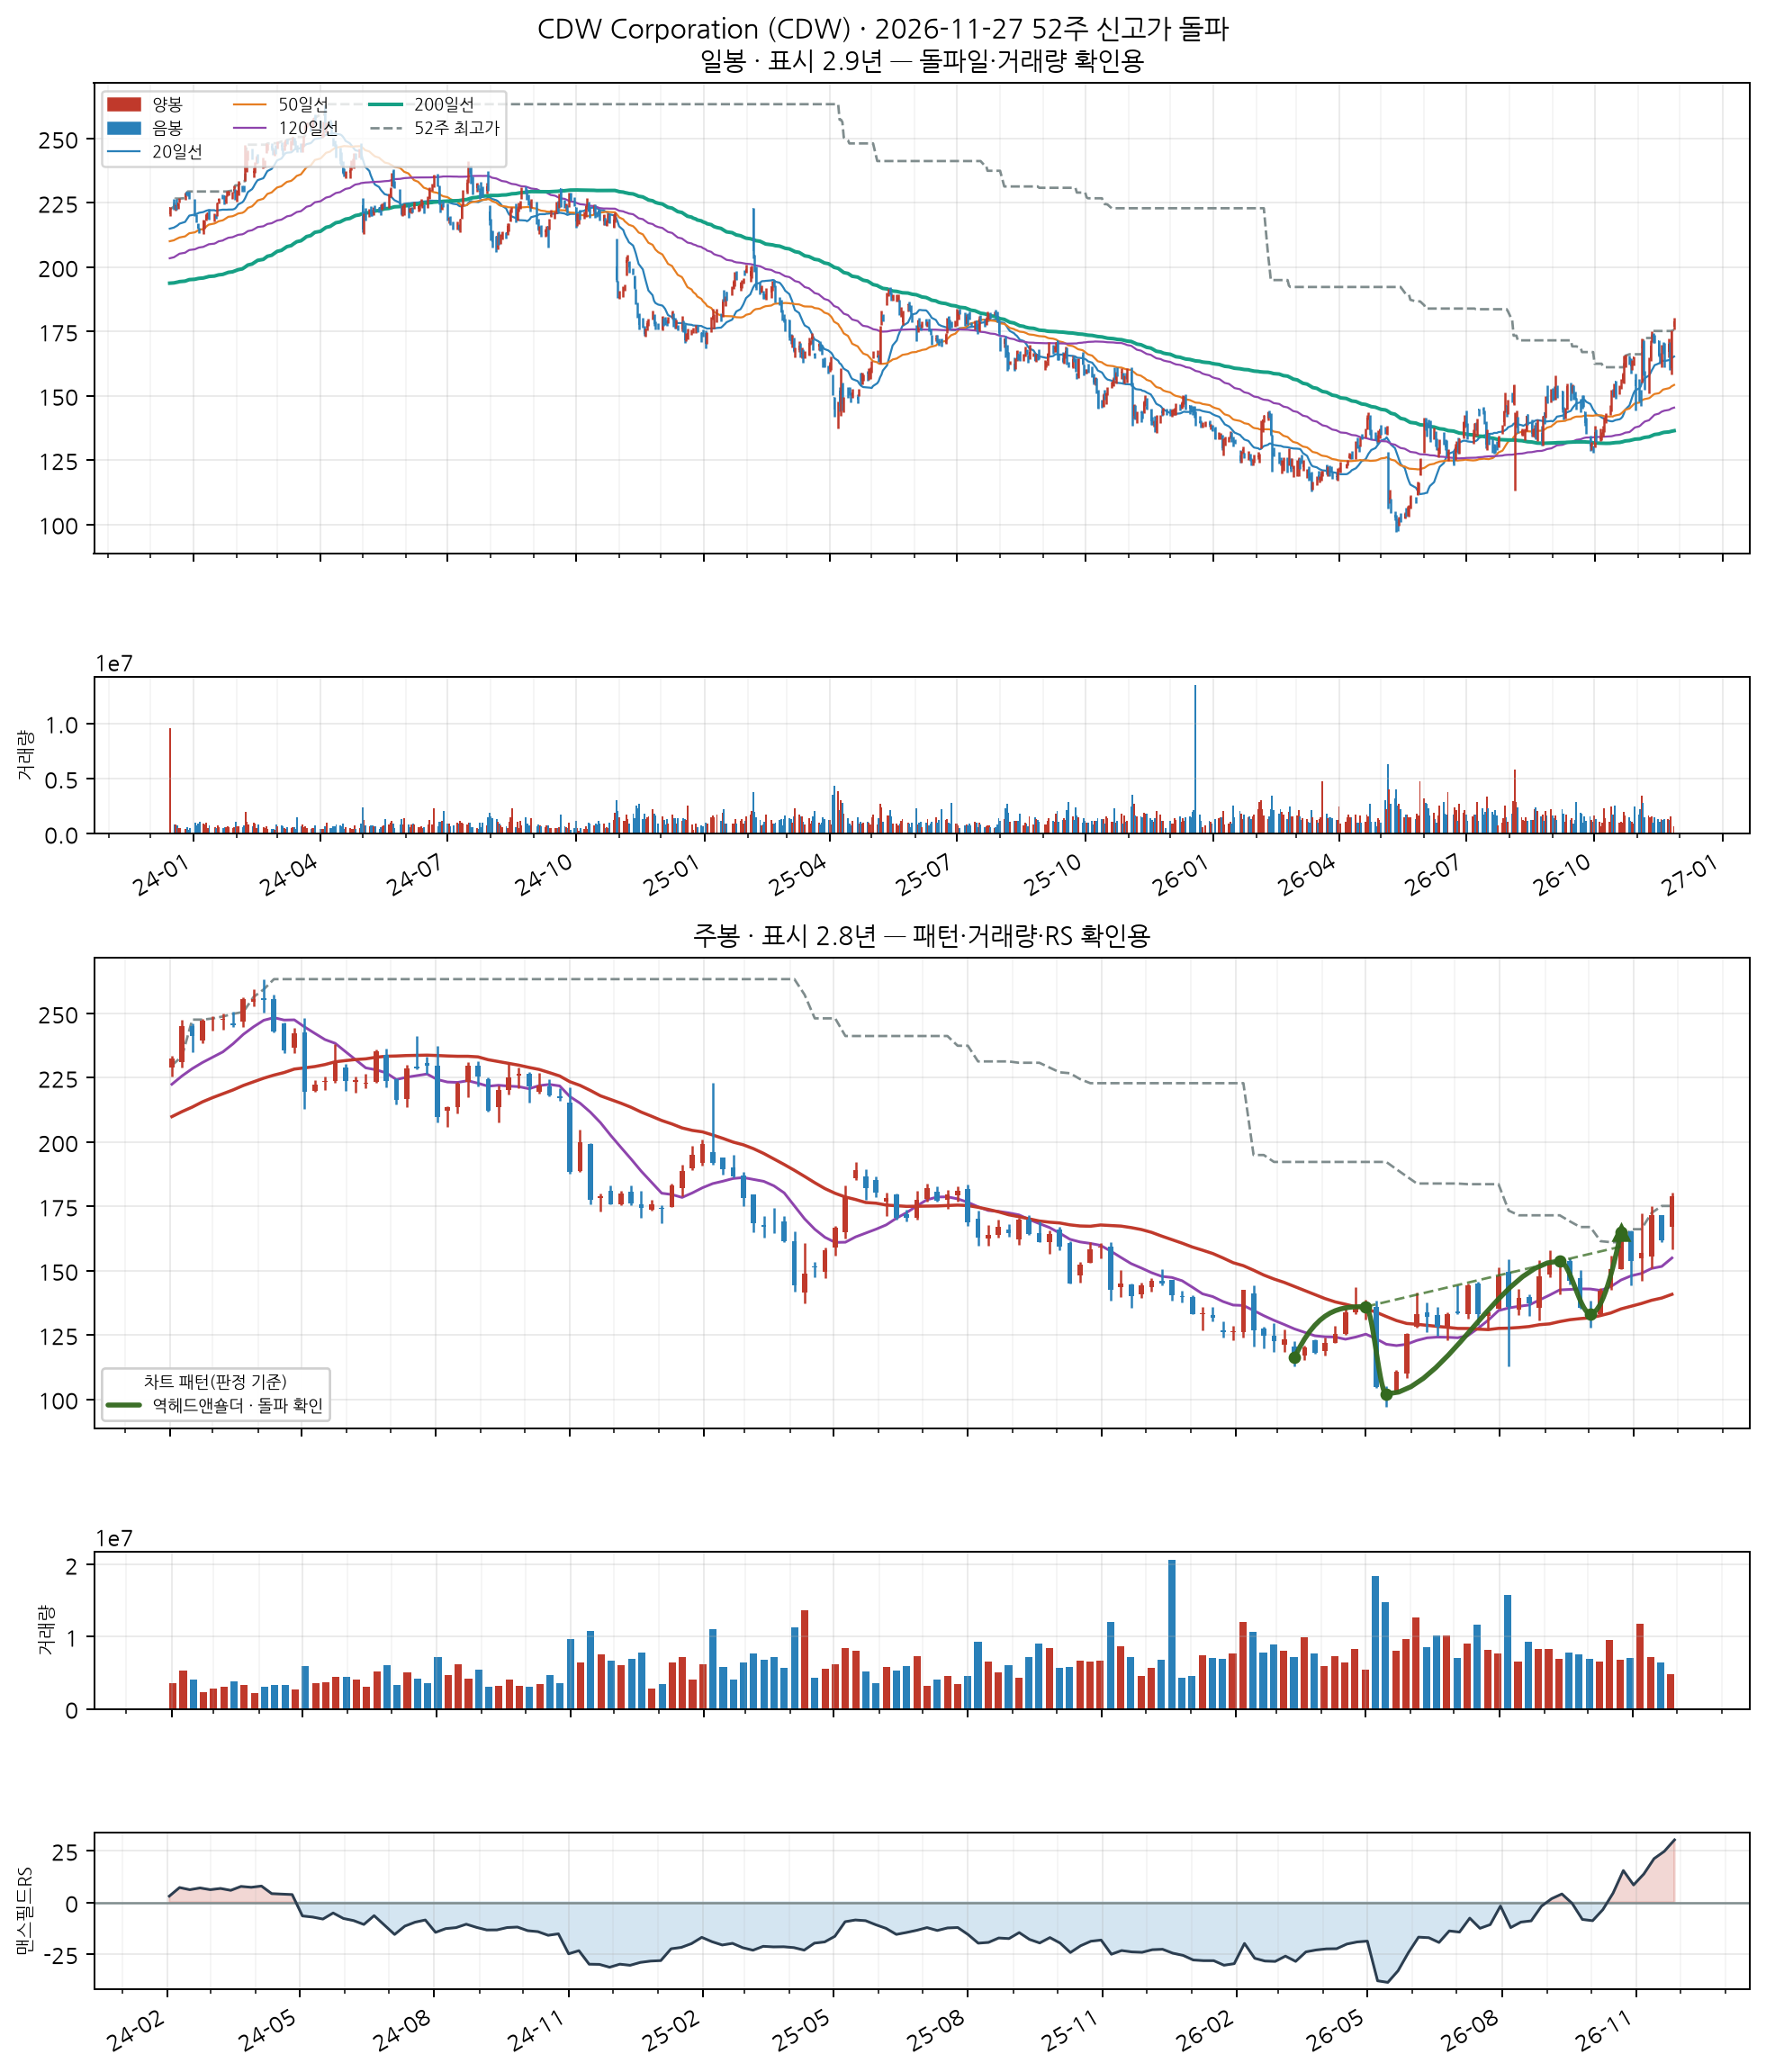 CDW Corporation (CDW) · 2026-11-27 52주 신고가 돌파
일봉 · 표시 2.9년 — 돌파일·거래량 확인용
양봉
음봉
20일선
50일선
120일선
200일선
52주 최고가
250
225
200
175
150
125
100
1e7
거래량
1.0
0.5
0.0
24-01
24-04
24-07
24-10
25-01
25-04
25-07
25-10
26-01
26-04
26-07
26-10
27-01
주봉 · 표시 2.8년 — 패턴·거래량·RS 확인용
250
225
200
175
150
125
100
차트 패턴(판정 기준)
역헤드앤숄더 · 돌파 확인
1e7
거래량
2
1
0
맨스필드RS
25
0
-25
24-02
24-05
24-08
24-11
25-02
25-05
25-08
25-11
26-02
26-05
26-08
26-11